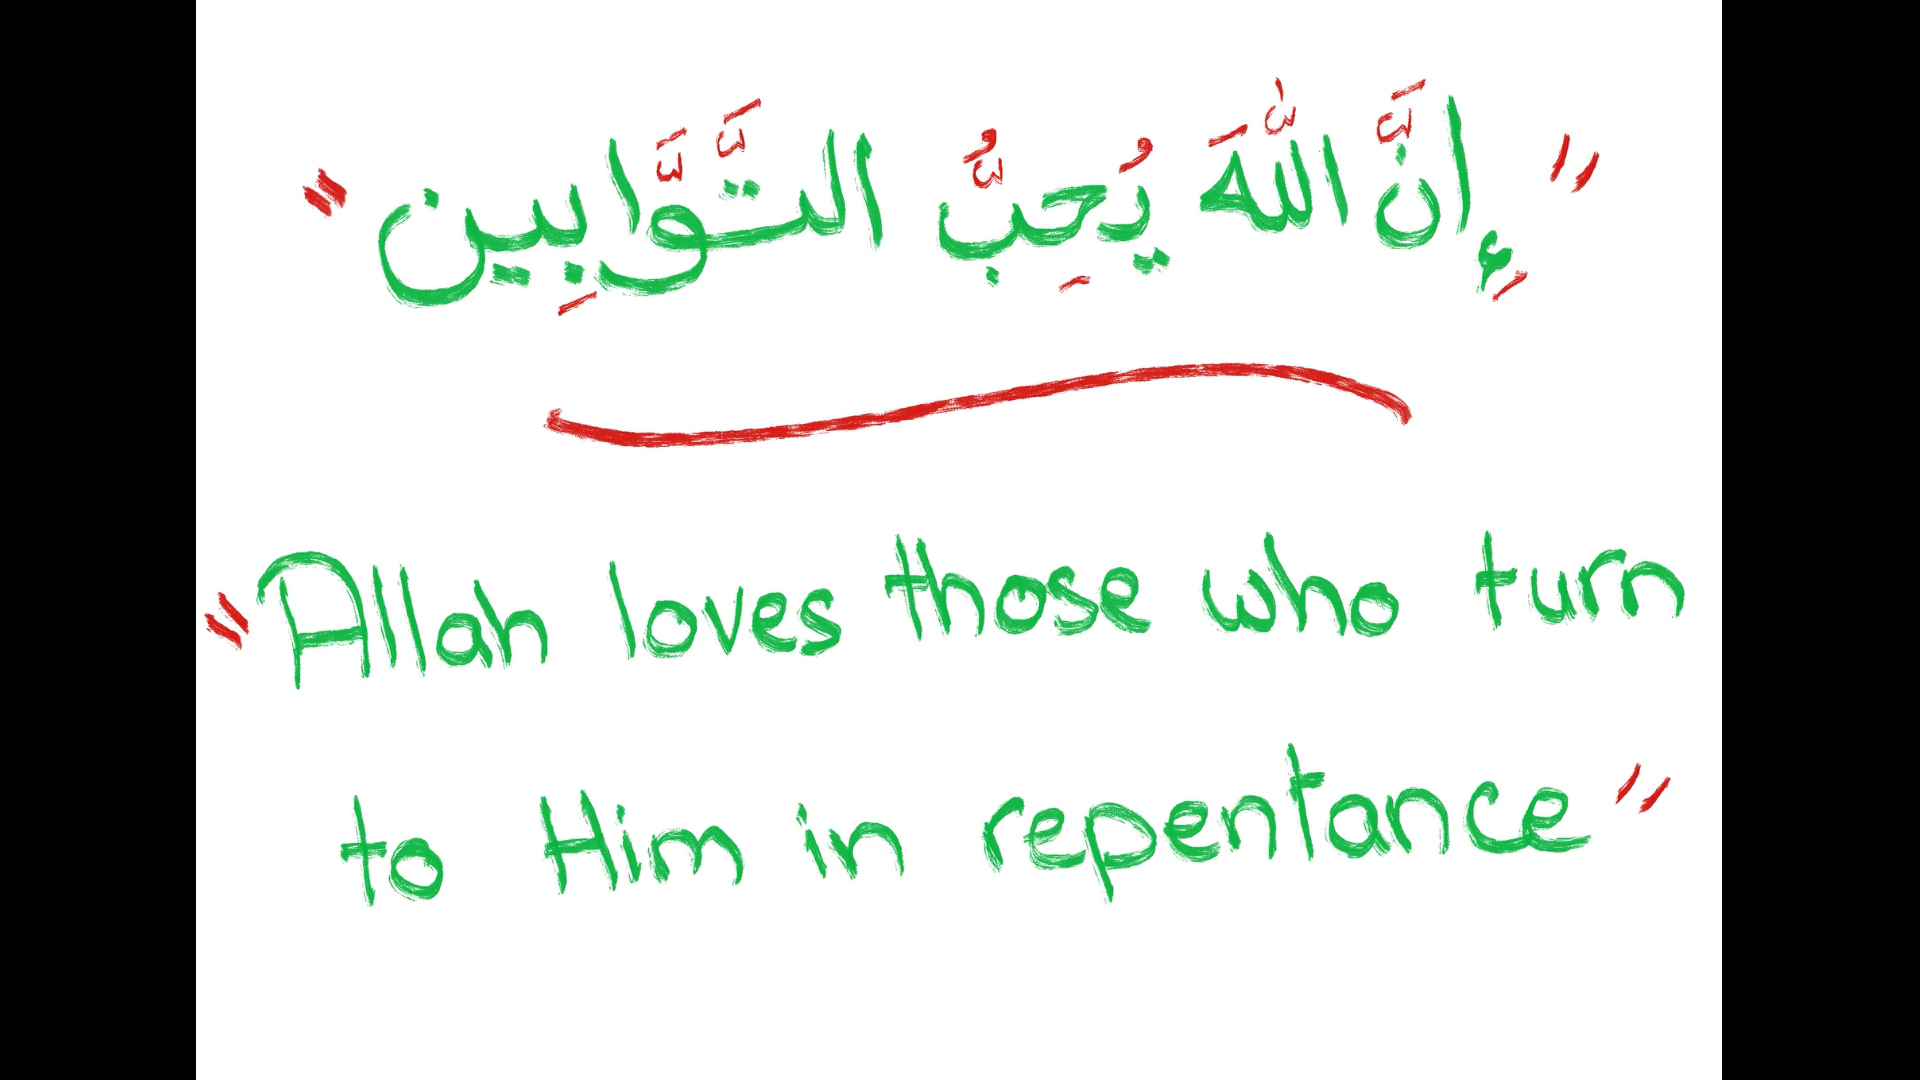 "إِنَّ اللّٰهَ يُحِبُّ التَّوَّابِين"
"Allah loves those who turn
to Him in repentance"